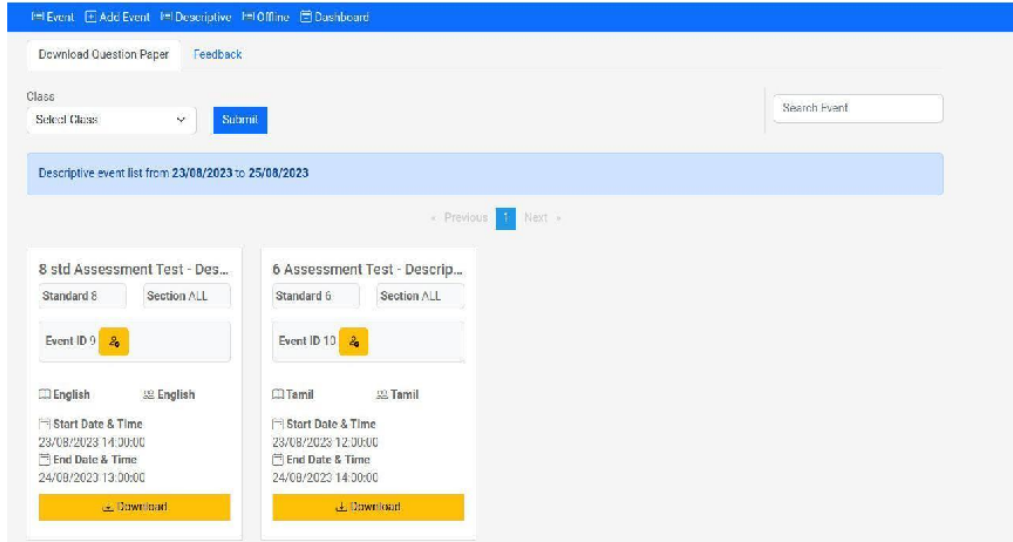 Event Add Event Descriptive Offline Dashboard
Download Question Paper Feedback
Class
Select Class Submit Search Event
Descriptive event list from 23/08/2023 to 25/08/2023
« Previous 1 Next »
8 std Assessment Test - Des...
Standard 8 Section ALL
Event ID 9
English English
Start Date & Time
23/08/2023 14:00:00
End Date & Time
24/08/2023 13:00:00
Download
6 Assessment Test - Descrip...
Standard 6 Section ALL
Event ID 10
Tamil Tamil
Start Date & Time
23/08/2023 12:00:00
End Date & Time
24/08/2023 14:00:00
Download